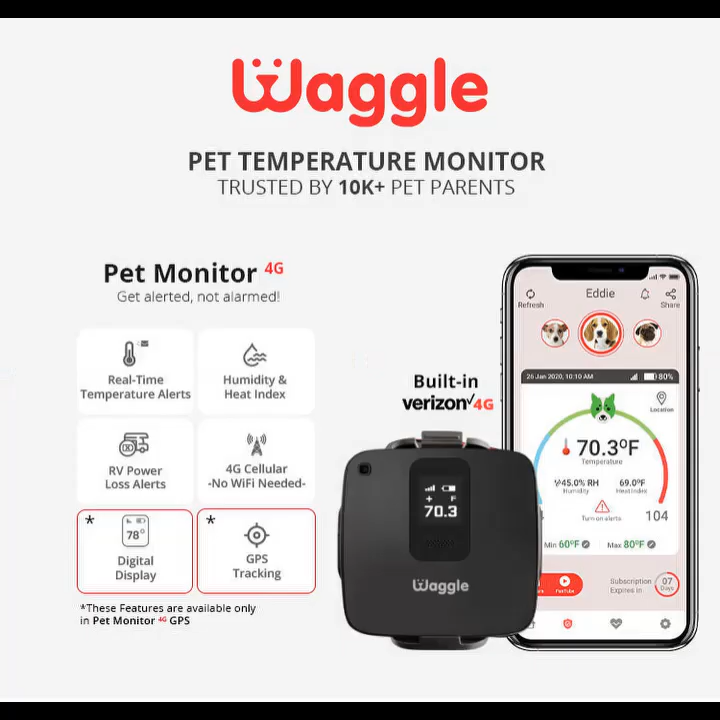 Waggle
PET TEMPERATURE MONITOR
TRUSTED BY 10K+ PET PARENTS
Pet Monitor 4G
Get alerted, not alarmed!
Real-Time
Temperature Alerts
Humidity &
Heat Index
RV Power
Loss Alerts
4G Cellular
-No WiFi Needed-
*
78°
Digital
Display
*
GPS
Tracking
*These Features are available only
in Pet Monitor 4G GPS
Built-in
verizon✓4G
+ F
70.3
Waggle
Eddie
Refresh
Share
26 Jan 2020, 10:10 AM
80%
Location
70.3°F
Temperature
45.0% RH
Humidity
69.0°F
Heat Index
Turn on alerts
104
Min 60°F
Max 80°F
YouTube
Subscription
Expires in
07
Days